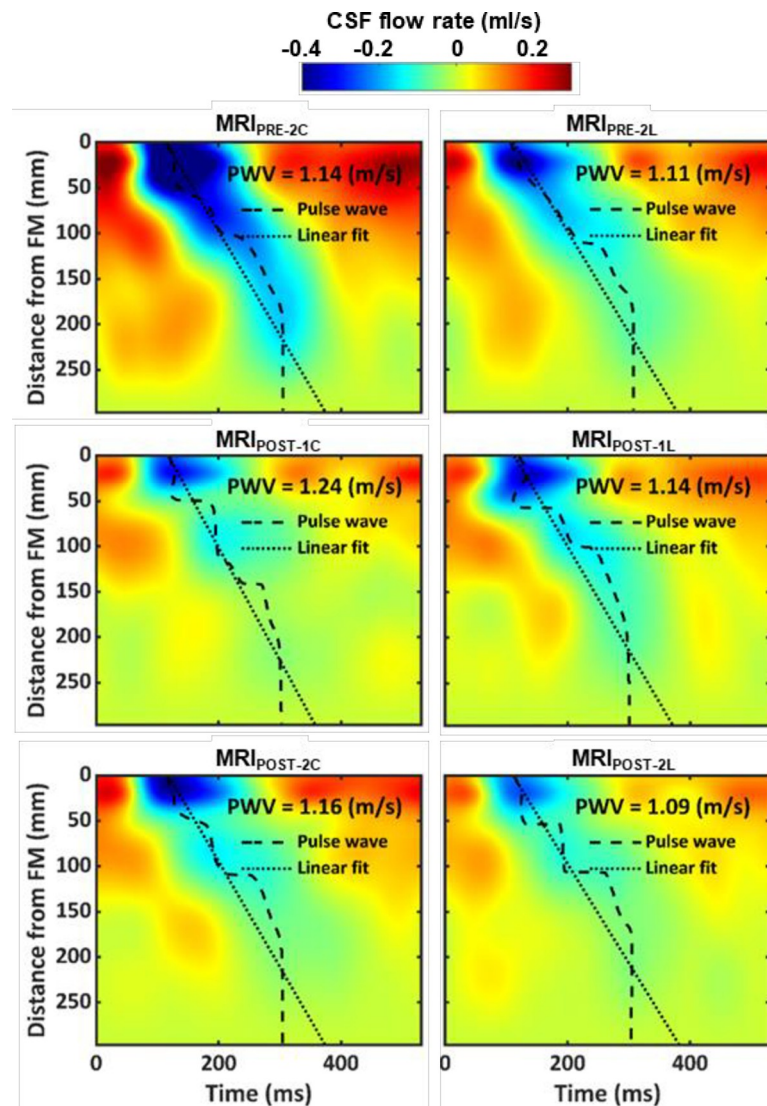 CSF flow rate (ml/s)
-0.4 -0.2 0 0.2
MRIPRE-2C
MRIPRE-2L
Distance from FM (mm)
0
50
100
150
200
250
PWV = 1.14 (m/s)
Pulse wave
Linear fit
PWV = 1.11 (m/s)
Pulse wave
Linear fit
MRIPOST-1C
MRIPOST-1L
Distance from FM (mm)
0
50
100
150
200
250
PWV = 1.24 (m/s)
Pulse wave
Linear fit
PWV = 1.14 (m/s)
Pulse wave
Linear fit
MRIPOST-2C
MRIPOST-2L
Distance from FM (mm)
0
50
100
150
200
250
PWV = 1.16 (m/s)
Pulse wave
Linear fit
PWV = 1.09 (m/s)
Pulse wave
Linear fit
0 200 400
Time (ms)
0 200 400
Time (ms)